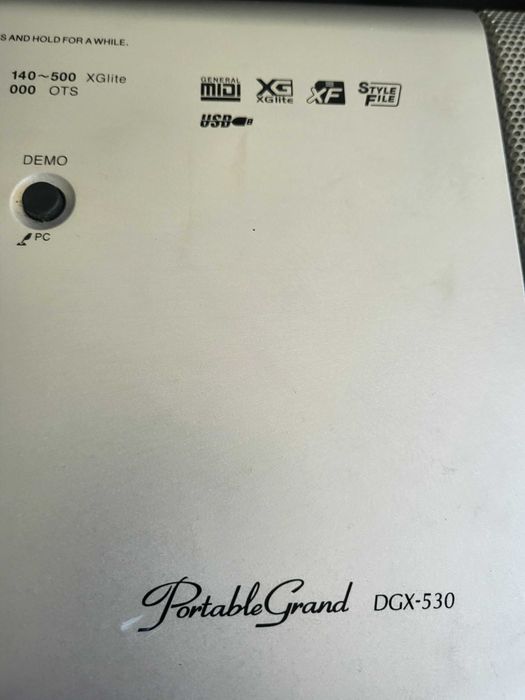 S AND HOLD FOR A WHILE.
140~500 XGlite
000 OTS
GENERAL
MIDI
XG
XGlite
XF
STYLE
FILE
USB B
DEMO
PC
PortableGrand DGX-530